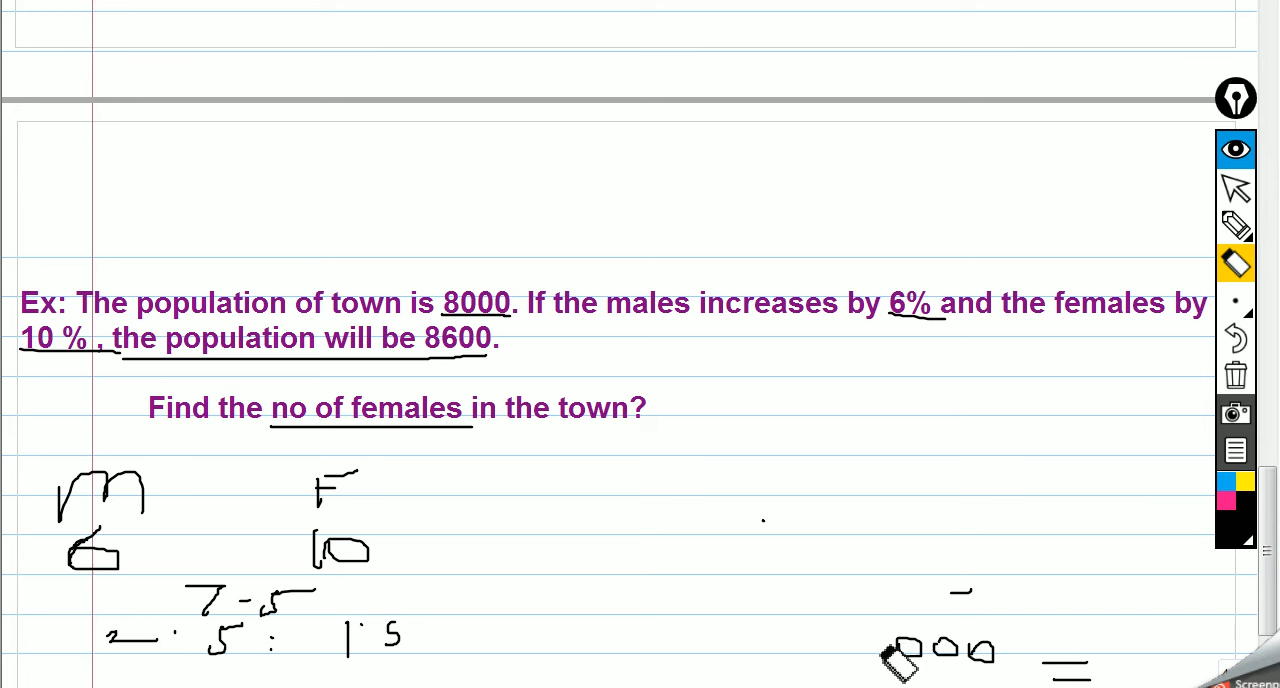 Ex: The population of town is 8000. If the males increases by 6% and the females by
10 % , the population will be 8600.
Find the no of females in the town?
M F
6 10
7-5
2.5 : 1.5
000 =